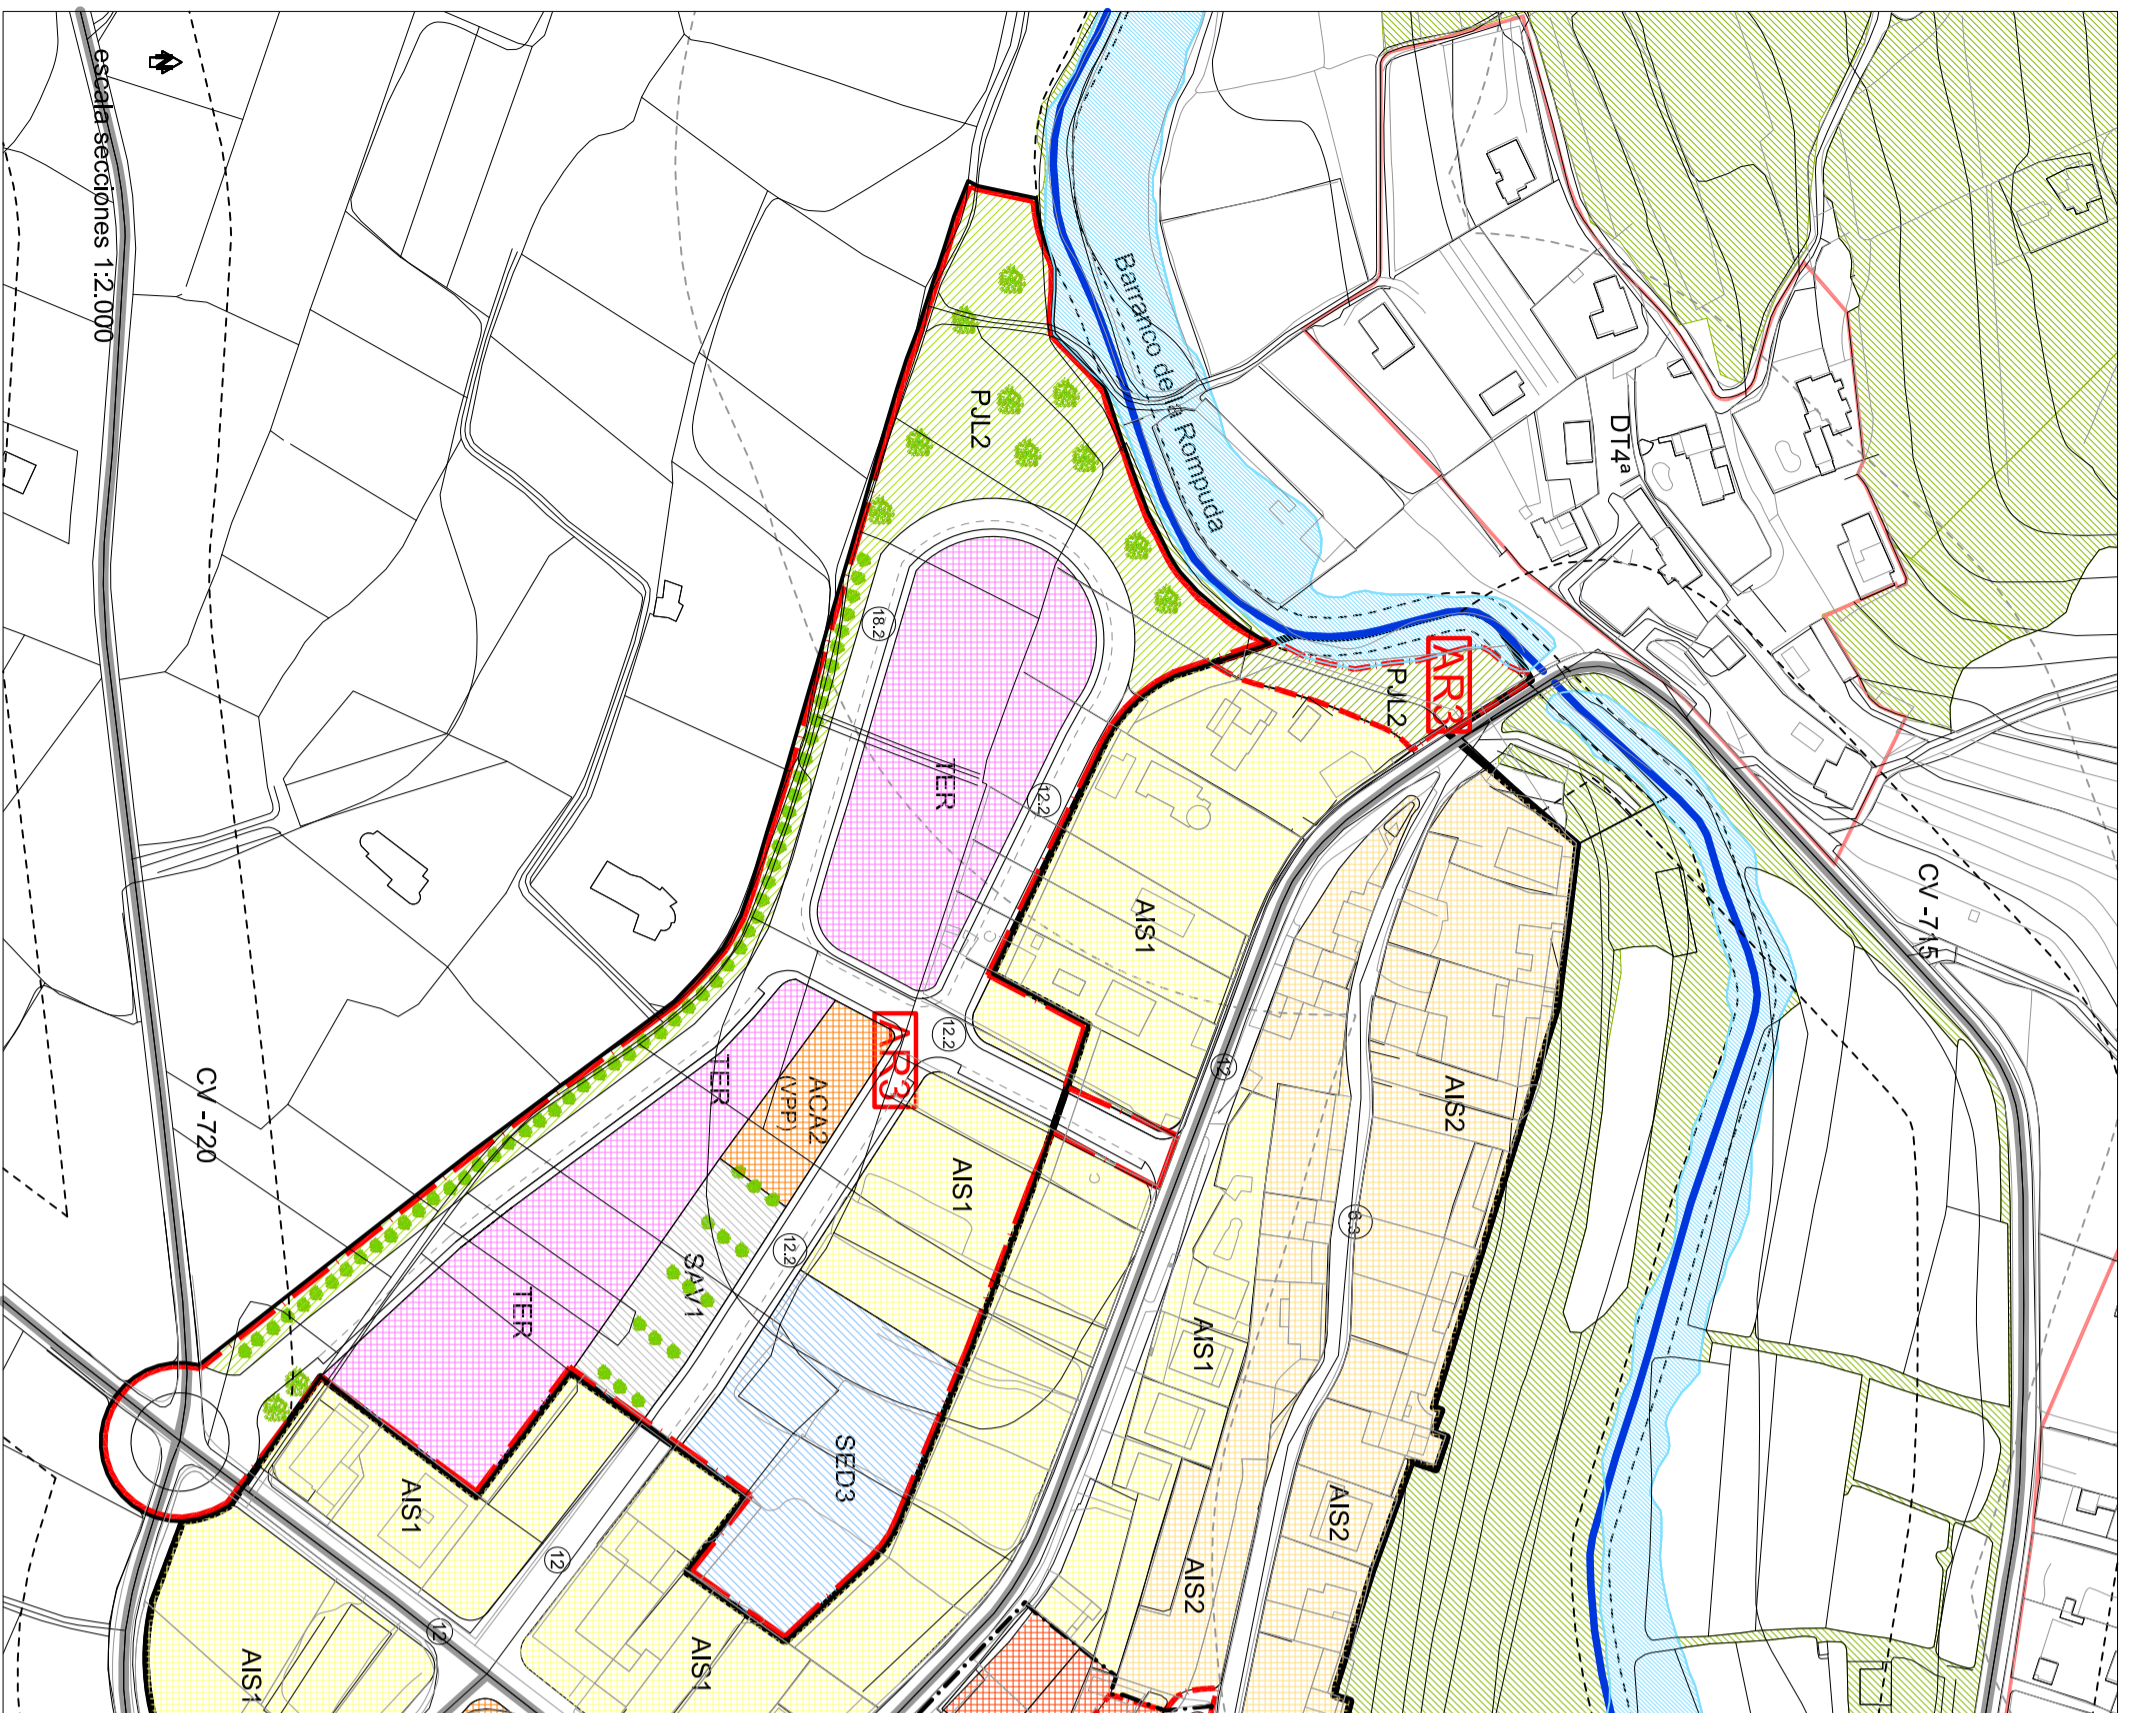 escala secciones 1:2.000
N
Barranco de la Rompuda
DT4ª
PJL2
AR3
PJL2
CV -715
18.2
TER
12.2
AIS1
12
AIS2
AR3
12.2
ACA2
(VPP)
TER
CV -720
AIS1
6.3
12.2
SAV1
TER
AIS1
SED3
AIS1
AIS2
12
AIS2
12
AIS1
AIS1